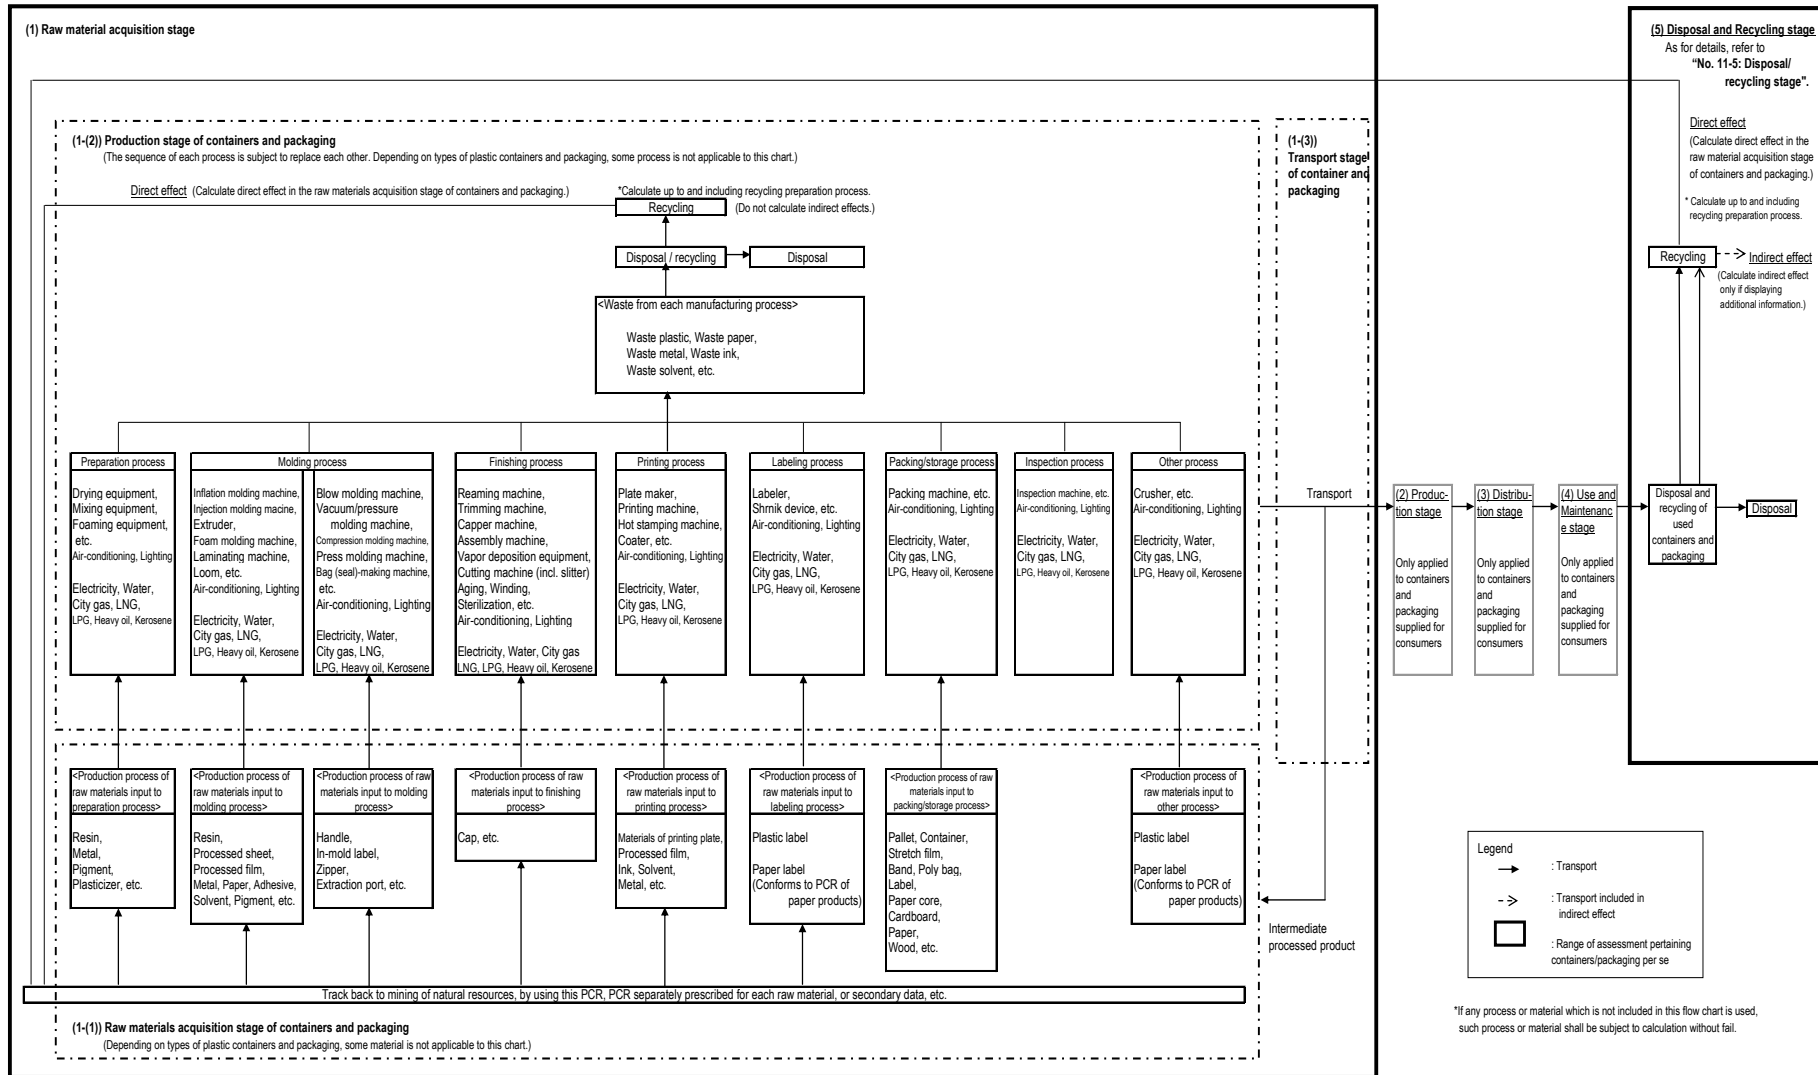 (1) Raw material acquisition stage
(1-(2)) Production stage of containers and packaging
(The sequence of each process is subject to replace each other. Depending on types of plastic containers and packaging, some process is not applicable to this chart.)
Direct effect (Calculate direct effect in the raw materials acquisition stage of containers and packaging.)
*Calculate up to and including recycling preparation process.
Recycling
(Do not calculate indirect effects.)
Disposal / recycling
Disposal
<Waste from each manufacturing process>
Waste plastic, Waste paper,
Waste metal, Waste ink,
Waste solvent, etc.
Preparation process
Drying equipment,
Mixing equipment,
Foaming equipment,
etc.
Air-conditioning, Lighting
Electricity, Water,
City gas, LNG,
LPG, Heavy oil, Kerosene
Molding process
Inflation molding machine,
Injection molding machine,
Extruder,
Foam molding machine,
Laminating machine,
Loom, etc.
Air-conditioning, Lighting
Electricity, Water,
City gas, LNG,
LPG, Heavy oil, Kerosene
Blow molding machine,
Vacuum/pressure
molding machine,
Compression molding machine,
Press molding machine,
Bag (seal)-making machine,
etc.
Air-conditioning, Lighting
Electricity, Water,
City gas, LNG,
LPG, Heavy oil, Kerosene
Finishing process
Reaming machine,
Trimming machine,
Capper machine,
Assembly machine,
Vapor deposition equipment,
Cutting machine (incl. slitter)
Aging, Winding,
Sterilization, etc.
Air-conditioning, Lighting
Electricity, Water, City gas
LNG, LPG, Heavy oil, Kerosene
Printing process
Plate maker,
Printing machine,
Hot stamping machine,
Coater, etc.
Air-conditioning, Lighting
Electricity, Water,
City gas, LNG,
LPG, Heavy oil, Kerosene
Labeling process
Labeler,
Shrnik device, etc.
Air-conditioning, Lighting
Electricity, Water,
City gas, LNG,
LPG, Heavy oil, Kerosene
Packing/storage process
Packing machine, etc.
Air-conditioning, Lighting
Electricity, Water,
City gas, LNG,
LPG, Heavy oil, Kerosene
Inspection process
Inspection machine, etc.
Air-conditioning, Lighting
Electricity, Water,
City gas, LNG,
LPG, Heavy oil, Kerosene
Other process
Crusher, etc.
Air-conditioning, Lighting
Electricity, Water,
City gas, LNG,
LPG, Heavy oil, Kerosene
<Production process of
raw materials input to
preparation process>
Resin,
Metal,
Pigment,
Plasticizer, etc.
<Production process of
raw materials input to
molding process>
Resin,
Processed sheet,
Processed film,
Metal, Paper, Adhesive,
Solvent, Pigment, etc.
<Production process of raw
materials input to molding
process>
Handle,
In-mold label,
Zipper,
Extraction port, etc.
<Production process of raw
materials input to finishing
process>
Cap, etc.
<Production process of
raw materials input to
printing process>
Materials of printing plate,
Processed film,
Ink, Solvent,
Metal, etc.
<Production process of
raw materials input to
labeling process>
Plastic label
Paper label
(Conforms to PCR of
paper products)
<Production process of raw
materials input to
packing/storage process>
Pallet, Container,
Stretch film,
Band, Poly bag,
Label,
Paper core,
Cardboard,
Paper,
Wood, etc.
<Production process of
raw materials input to
other process>
Plastic label
Paper label
(Conforms to PCR of
paper products)
Track back to mining of natural resources, by using this PCR, PCR separately prescribed for each raw material, or secondary data, etc.
(1-(1)) Raw materials acquisition stage of containers and packaging
(Depending on types of plastic containers and packaging, some material is not applicable to this chart.)
(1-(3))
Transport stage
of container and
packaging
Transport
Intermediate
processed product
(2) Produc-
tion stage
Only applied
to containers
and
packaging
supplied for
consumers
(3) Distribu-
tion stage
Only applied
to containers
and
packaging
supplied for
consumers
(4) Use and
Maintenanc
e stage
Only applied
to containers
and
packaging
supplied for
consumers
(5) Disposal and Recycling stage
As for details, refer to
"No. 11-5: Disposal/
recycling stage".
Direct effect
(Calculate direct effect in the
raw material acquisition stage
of containers and packaging.)
* Calculate up to and including
recycling preparation process.
Recycling
Indirect effect
(Calculate indirect effect
only if displaying
additional information.)
Disposal and
recycling of
used
containers and
packaging
Disposal
Legend
: Transport
: Transport included in
indirect effect
: Range of assessment pertaining
containers/packaging per se
*If any process or material which is not included in this flow chart is used,
such process or material shall be subject to calculation without fail.